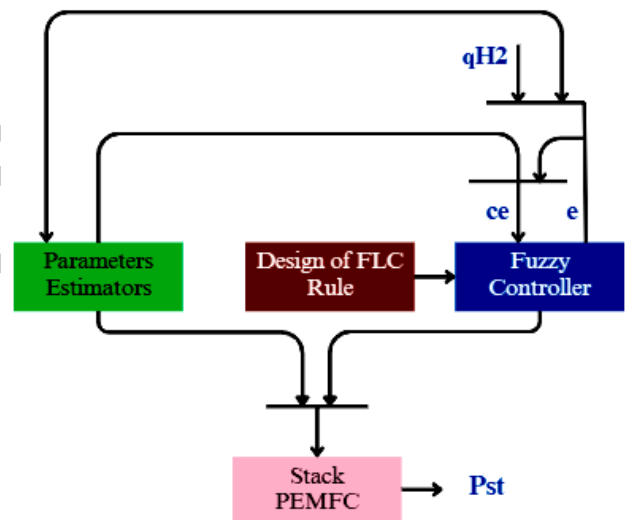 qH2
ce e
Parameters
Estimators
Design of FLC
Rule
Fuzzy
Controller
Stack
PEMFC
Pst